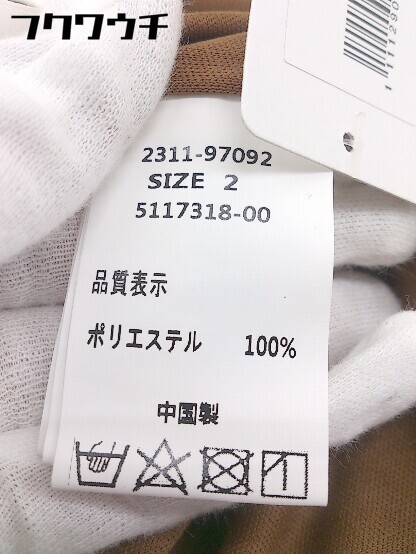 フクワウチ
2311-97092
SIZE 2
5117318-00
品質表示
ポリエステル 100%
中国製